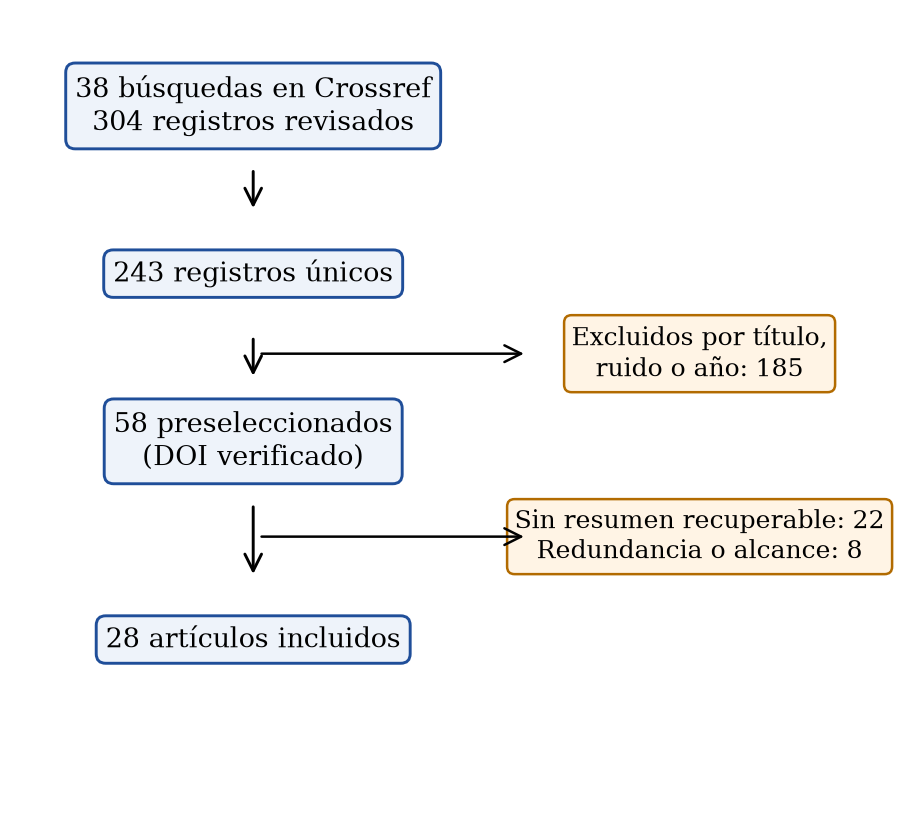 38 búsquedas en Crossref
304 registros revisados
243 registros únicos
Excluidos por título,
ruido o año: 185
58 preseleccionados
(DOI verificado)
Sin resumen recuperable: 22
Redundancia o alcance: 8
28 artículos incluidos